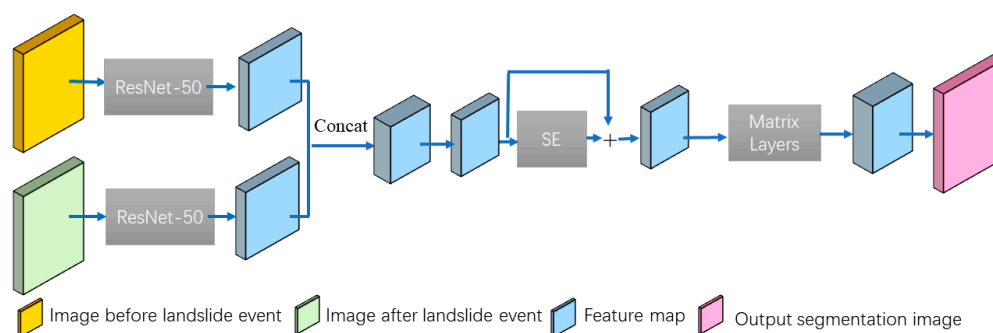 ResNet-50
Concat
SE
+
Matrix
Layers
ResNet-50
Image before landslide event
Image after landslide event
Feature map
Output segmentation image